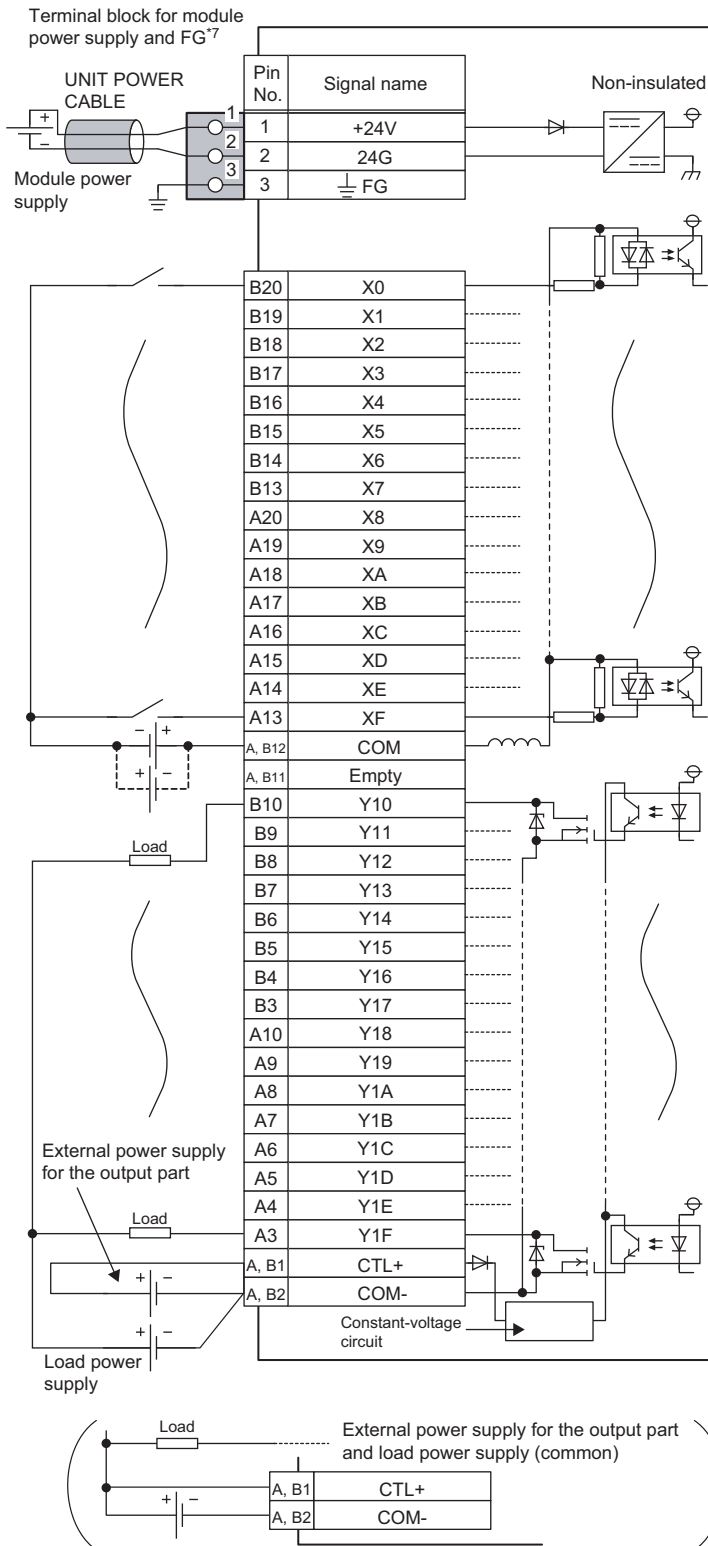 Terminal block for module
power supply and FG*7
UNIT POWER
CABLE
Module power
supply
+
−
1
2
3
Pin No. Signal name
1 +24V
2 24G
3 FG
Non-insulated
B20 X0
B19 X1
B18 X2
B17 X3
B16 X4
B15 X5
B14 X6
B13 X7
A20 X8
A19 X9
A18 XA
A17 XB
A16 XC
A15 XD
A14 XE
A13 XF
− +
A, B12 COM
+ −
A, B11 Empty
B10 Y10
B9 Y11
Load
B8 Y12
B7 Y13
B6 Y14
B5 Y15
B4 Y16
B3 Y17
A10 Y18
A9 Y19
A8 Y1A
A7 Y1B
A6 Y1C
A5 Y1D
A4 Y1E
External power supply
for the output part
Load
A3 Y1F
A, B1 CTL+
+ −
A, B2 COM-
Constant-voltage
circuit
+ −
Load power
supply
Load
External power supply for the output part
and load power supply (common)
A, B1 CTL+
+ −
A, B2 COM-